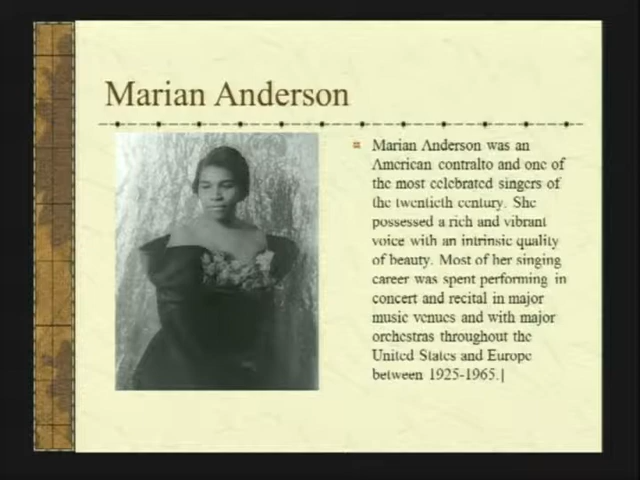 Marian Anderson
Marian Anderson was an
American contralto and one of
the most celebrated singers of
the twentieth century. She
possessed a rich and vibrant
voice with an intrinsic quality
of beauty. Most of her singing
career was spent performing in
concert and recital in major
music venues and with major
orchestras throughout the
United States and Europe
between 1925-1965.